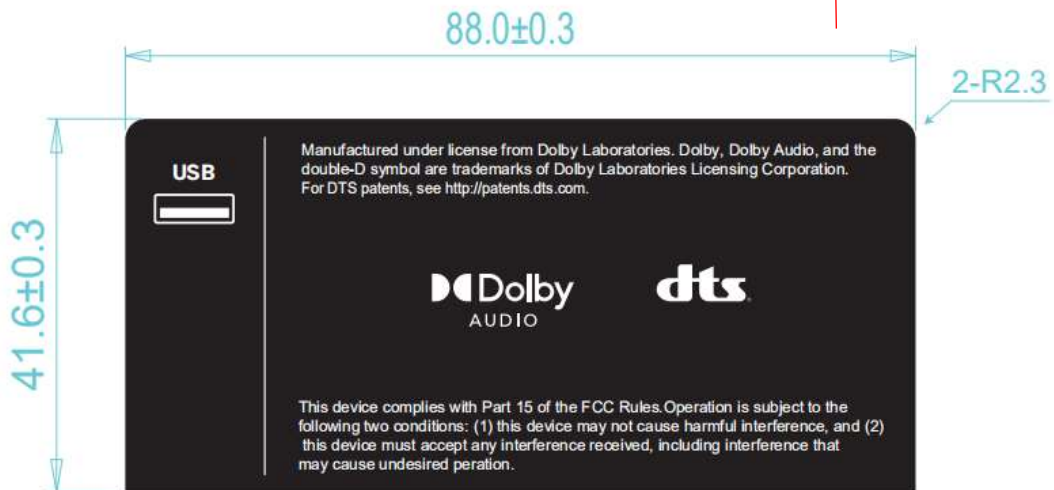 88.0±0.3
2-R2.3
41.6±0.3
USB
Manufactured under license from Dolby Laboratories. Dolby, Dolby Audio, and the
double-D symbol are trademarks of Dolby Laboratories Licensing Corporation.
For DTS patents, see http://patents.dts.com.
Dolby
AUDIO
dts
This device complies with Part 15 of the FCC Rules.Operation is subject to the
following two conditions: (1) this device may not cause harmful interference, and (2)
this device must accept any interference received, including interference that
may cause undesired peration.